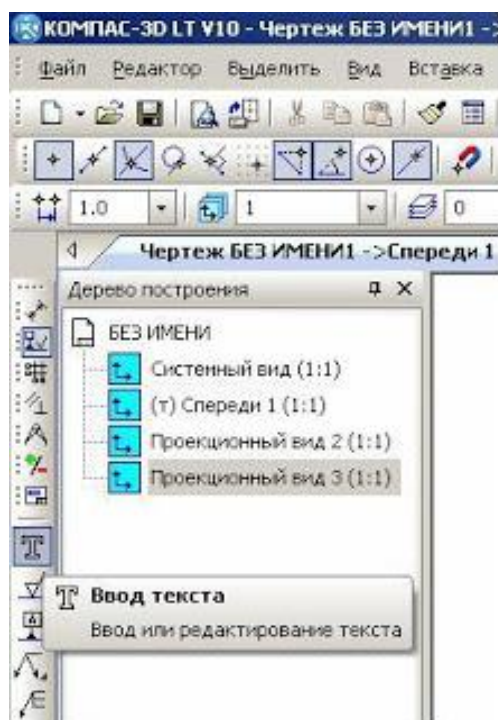 КОМПАС-3D LT V10 - Чертеж БЕЗ ИМЕНИ1 ->
Файл Редактор Выделить Вид Вставка
1.0 1 0
Чертеж БЕЗ ИМЕНИ1 ->Спереди 1
Дерево построения
БЕЗ ИМЕНИ
Системный вид (1:1)
(т) Спереди 1 (1:1)
Проекционный вид 2 (1:1)
Проекционный вид 3 (1:1)
T Ввод текста
Ввод или редактирование текста